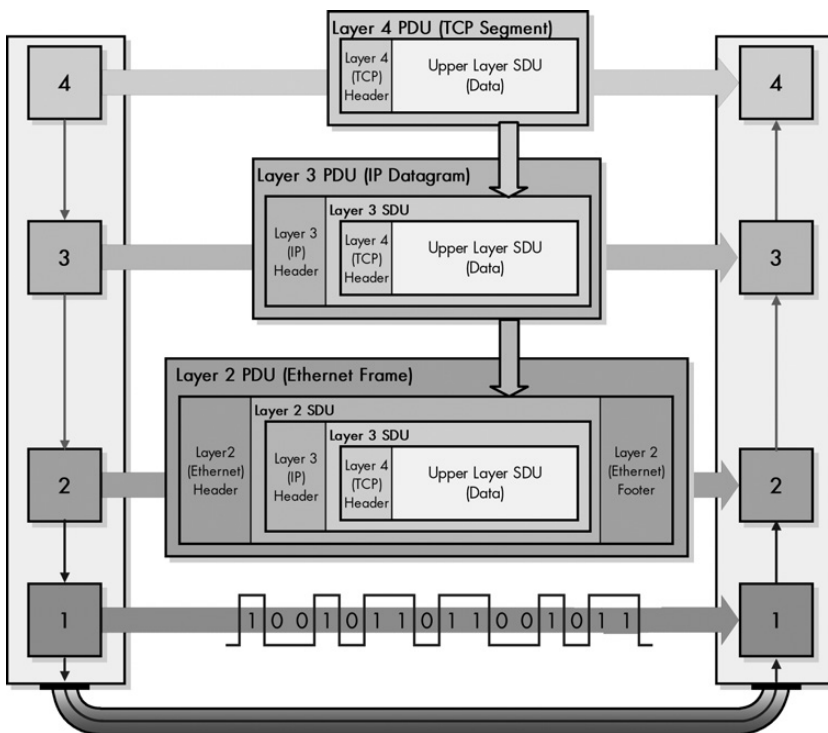 Layer 4 PDU (TCP Segment)
4
Layer 4
(TCP)
Header
Upper Layer SDU
(Data)
4
Layer 3 PDU (IP Datagram)
3
Layer 3
(IP)
Header
Layer 3 SDU
Layer 4
(TCP)
Header
Upper Layer SDU
(Data)
3
Layer 2 PDU (Ethernet Frame)
2
Layer2
(Ethernet)
Header
Layer 2 SDU
Layer 3
(IP)
Header
Layer 3 SDU
Layer 4
(TCP)
Header
Upper Layer SDU
(Data)
Layer 2
(Ethernet)
Footer
2
1
1 0 0 1 0 1 1 0 1 1 0 0 1 0 1 1
1